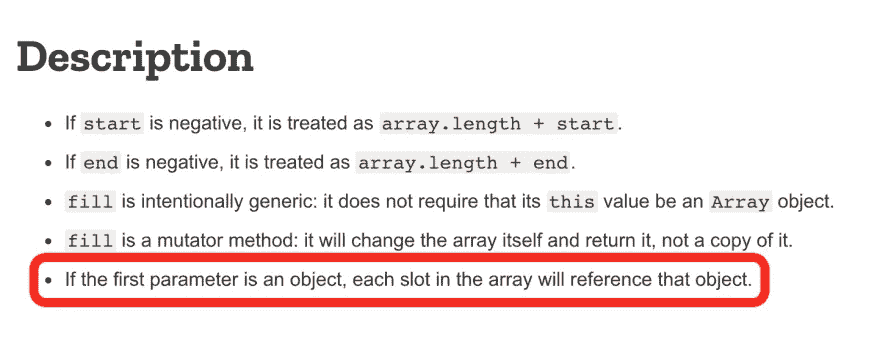 Description
If start is negative, it is treated as array.length + start.
If end is negative, it is treated as array.length + end.
fill is intentionally generic: it does not require that its this value be an Array object.
fill is a mutator method: it will change the array itself and return it, not a copy of it.
If the first parameter is an object, each slot in the array will reference that object.